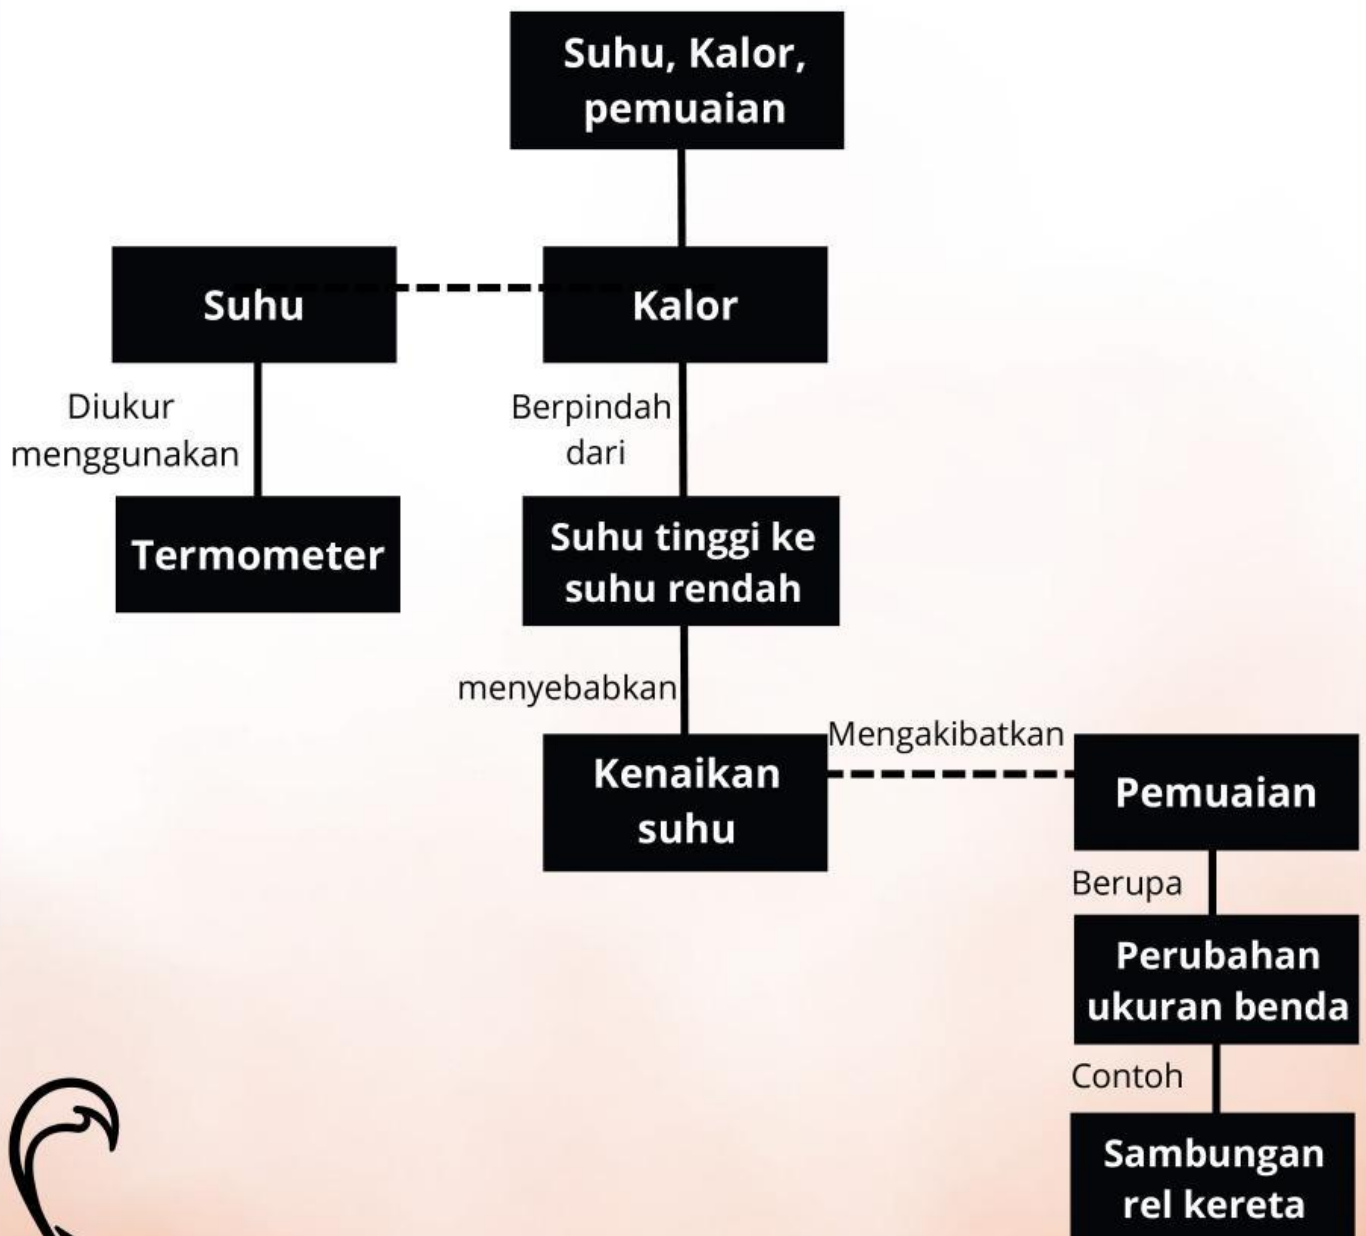 Suhu, Kalor,
pemuaian
Suhu
Kalor
Diukur
menggunakan
Berpindah
dari
Termometer
Suhu tinggi ke
suhu rendah
menyebabkan
Kenaikan
suhu
Mengakibatkan
Pemuaian
Berupa
Perubahan
ukuran benda
Contoh
Sambungan
rel kereta